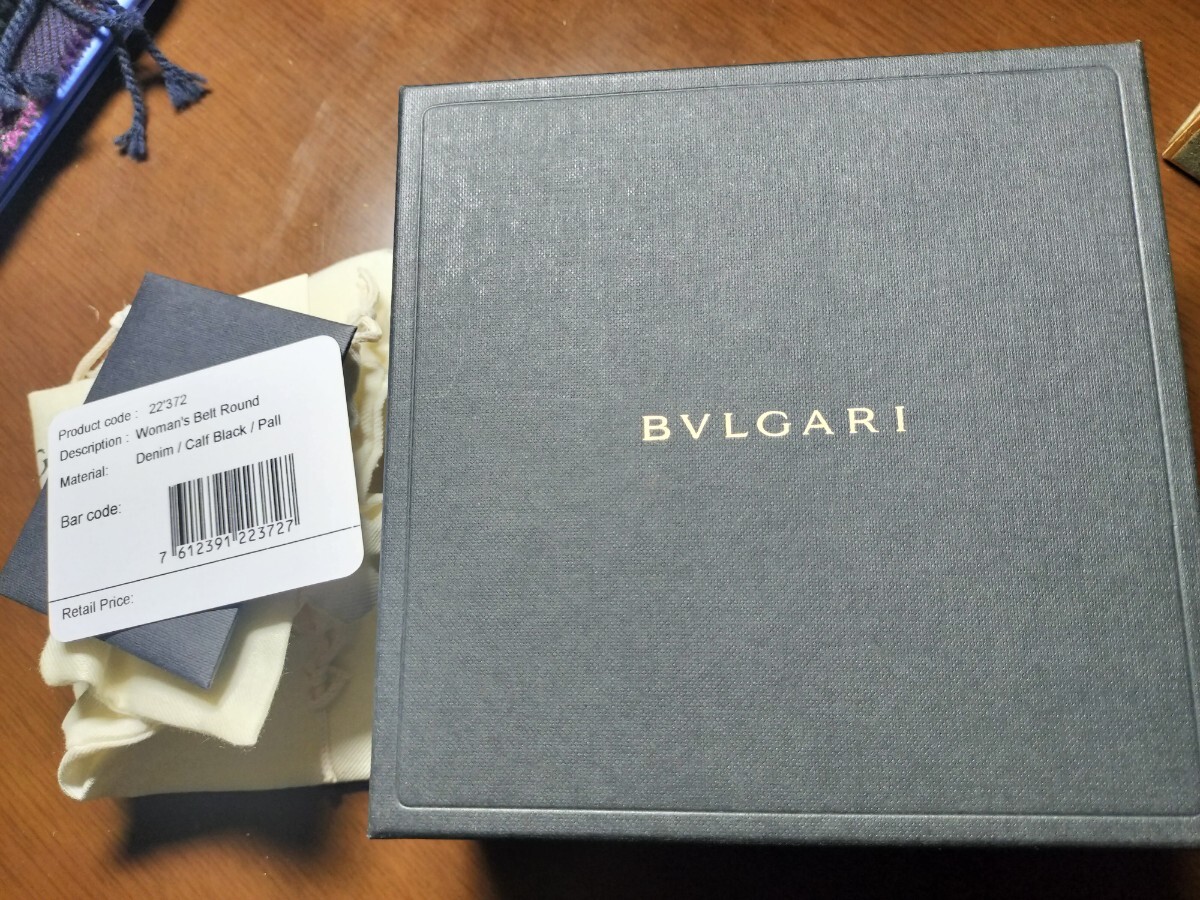 Product code : 22'372
Description : Woman's Belt Round
Material: Denim / Calf Black / Pall
Bar code:
7 612391 223727
Retail Price:
BVLGARI